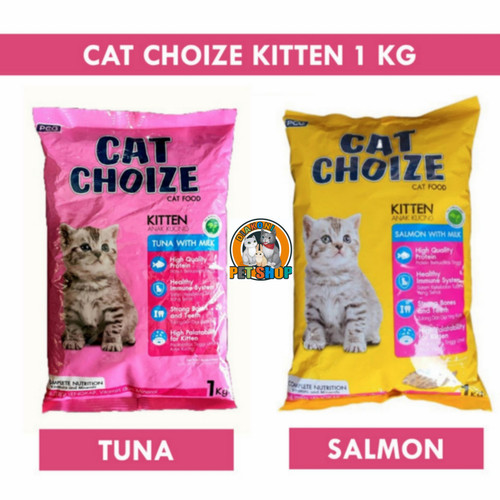 CAT CHOIZE KITTEN 1 KG
PCG
CAT
CHOIZE
CAT FOOD
KITTEN
ANAK KUCING
TUNA WITH MILK
High Quality
Protein
Healthy
Immune System
Strong Bones
and Teeth
High Palatability
for Kitten
COMPLETE NUTRITION
1 Kg
PCG
CAT
CHOIZE
CAT FOOD
KITTEN
ANAK KUCING
SALMON WITH MILK
High Quality
Protein
Healthy
Immune System
Strong Bones
and Teeth
High Palatability
COMPLETE NUTRITION
1 Kg
PETSHOP
TUNA
SALMON